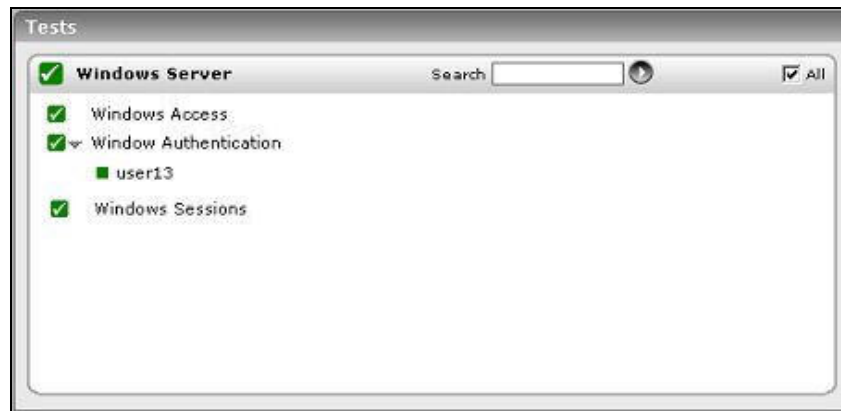 Tests
Windows Server Search All
Windows Access
Window Authentication
user13
Windows Sessions